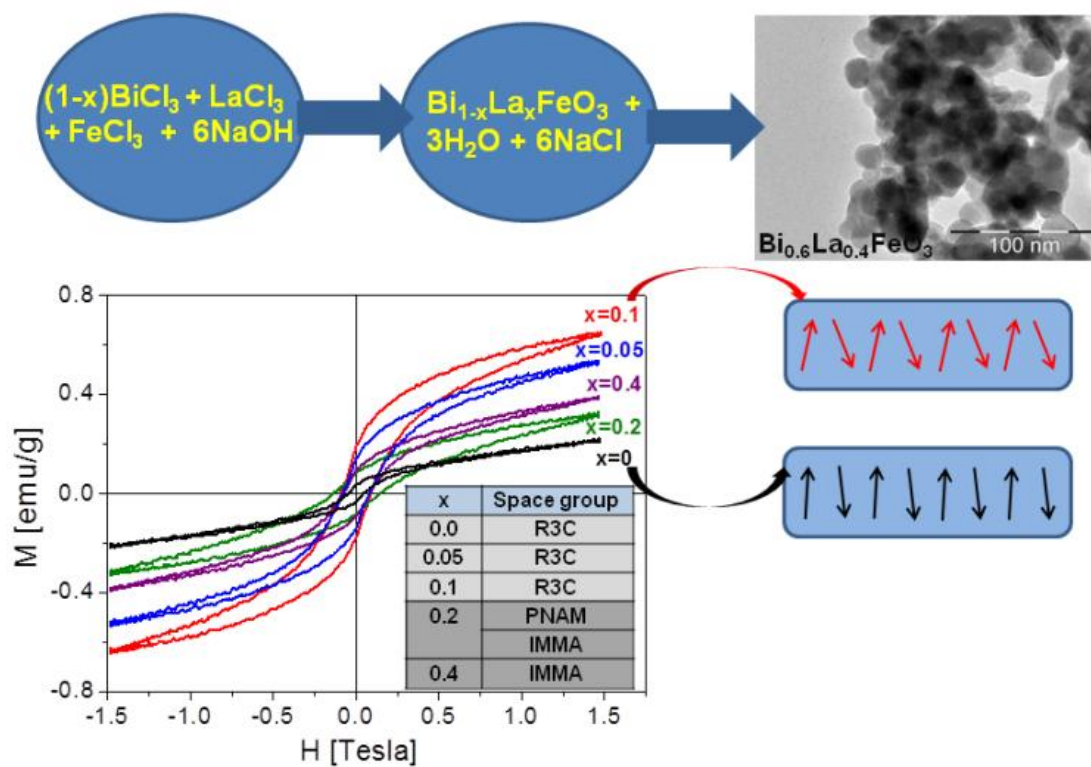 (1-x)BiCl₃ + LaCl₃
+ FeCl₃ + 6NaOH
Bi₁₋ₓLaₓFeO₃ +
3H₂O + 6NaCl
Bi₀.₆La₀.₄FeO₃
100 nm
M [emu/g]
0.8
0.4
0.0
-0.4
-0.8
x=0.1
x=0.05
x=0.4
x=0.2
x=0
x Space group
0.0 R3C
0.05 R3C
0.1 R3C
0.2 PNAM
IMMA
0.4 IMMA
-1.5 -1.0 -0.5 0.0 0.5 1.0 1.5
H [Tesla]